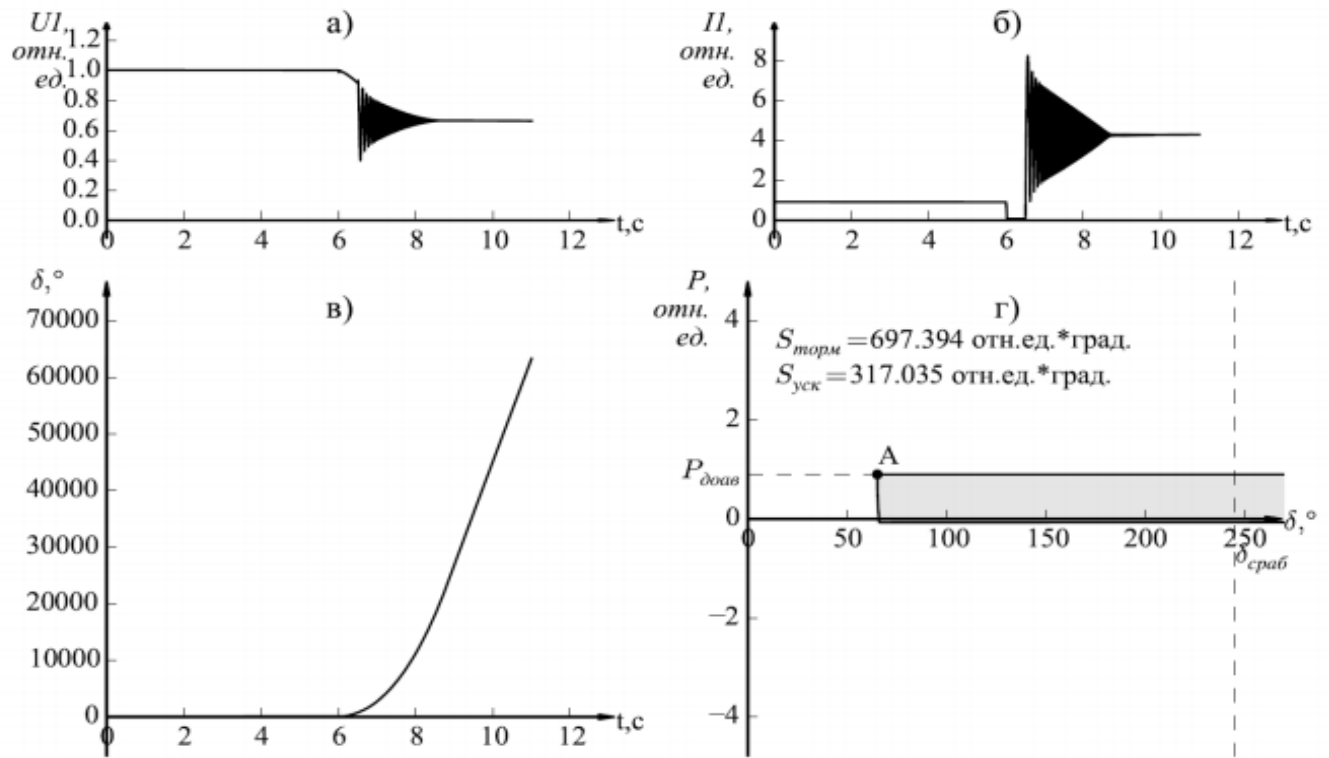 а)
U1,
отн.
ед.
1.2
1.0
0.8
0.6
0.4
0.2
0.0
0 2 4 6 8 10 12 t,c
б)
I1,
отн.
ед.
8
6
4
2
0
0 2 4 6 8 10 12 t,c
в)
δ,°
70000
60000
50000
40000
30000
20000
10000
0
0 2 4 6 8 10 12 t,c
г)
P,
отн.
ед.
4
Sторм=697.394 отн.ед.*град.
Sуск=317.035 отн.ед.*град.
2
A
Pдоав
0
0 50 100 150 200 250 δ,°
δсраб
−2
−4